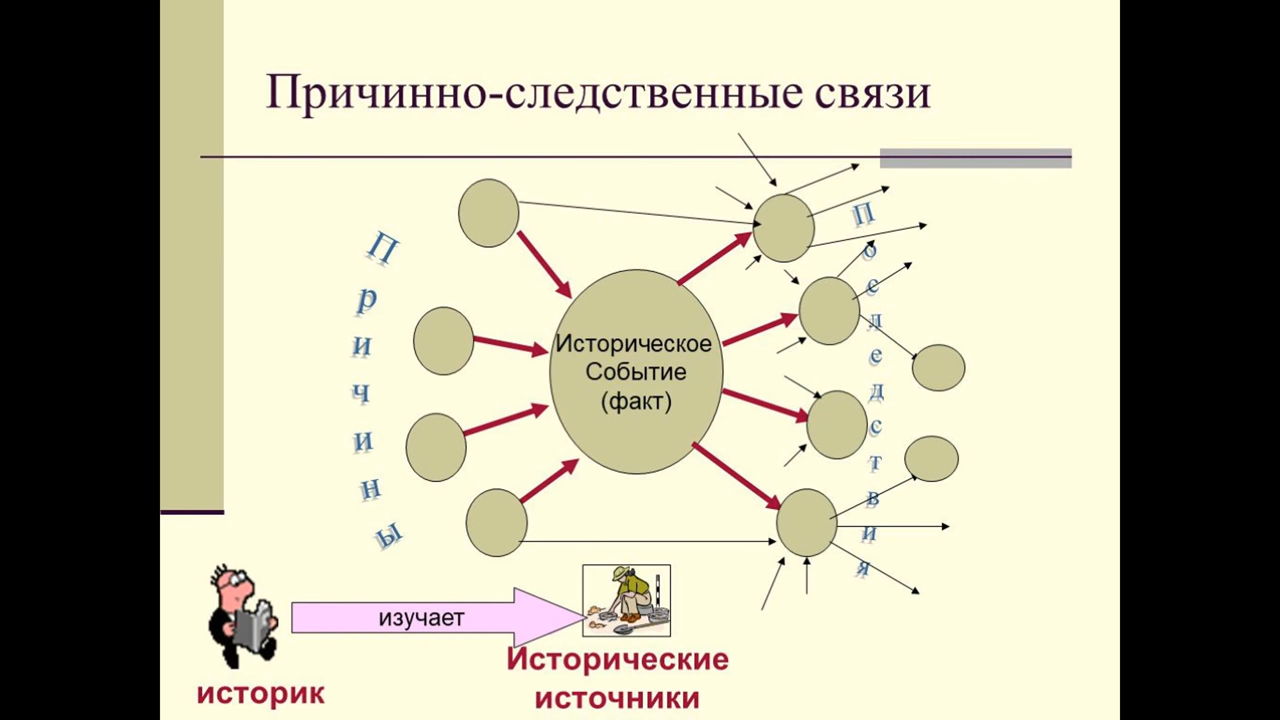 Причинно-следственные связи
Причины
Историческое
Событие
(факт)
Последствия
изучает
историк
Исторические
источники